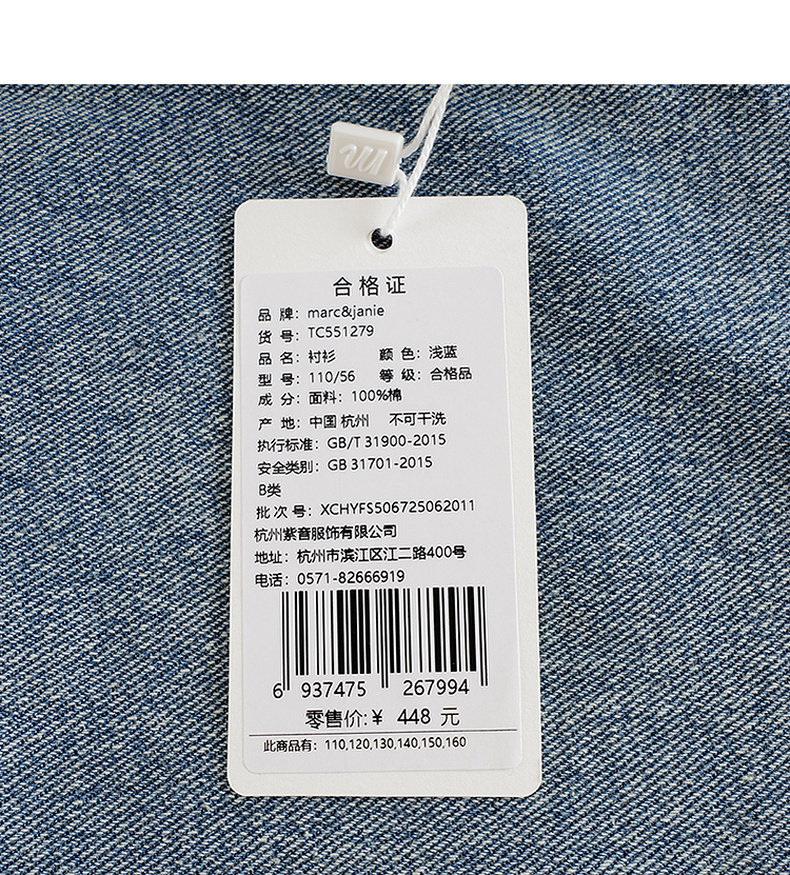 合格证
品 牌：marc&janie
货 号：TC551279
品 名：衬衫 颜 色：浅蓝
型 号：110/56 等 级：合格品
成 分：面料：100%棉
产 地：中国 杭州 不可干洗
执行标准：GB/T 31900-2015
安全类别：GB 31701-2015
B类
批 次 号：XCHYFS506725062011
杭州紫音服饰有限公司
地址：杭州市滨江区江二路400号
电话：0571-82666919
6 937475 267994
零售价:￥ 448 元
此商品有：110,120,130,140,150,160